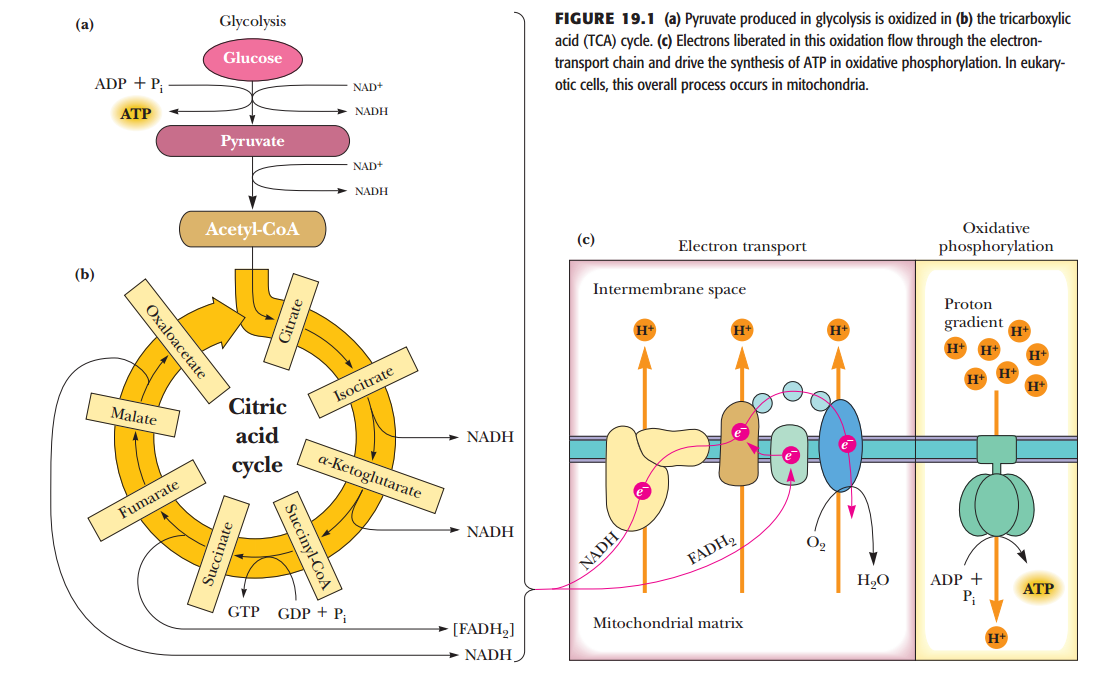 (a)
Glycolysis
Glucose
ADP + Pi
NAD+
ATP
NADH
Pyruvate
NAD+
NADH
Acetyl-CoA
(b)
Citrate
Isocitrate
NADH
α-Ketoglutarate
NADH
Succinyl-CoA
GDP + Pi
GTP
Succinate
[FADH2]
Fumarate
Malate
NADH
Oxaloacetate
Citric
acid
cycle
FIGURE 19.1 (a) Pyruvate produced in glycolysis is oxidized in (b) the tricarboxylic
acid (TCA) cycle. (c) Electrons liberated in this oxidation flow through the electron-
transport chain and drive the synthesis of ATP in oxidative phosphorylation. In eukary-
otic cells, this overall process occurs in mitochondria.
(c)
Electron transport
Intermembrane space
H+
H+
H+
e−
e−
e−
e−
NADH
FADH2
O2
H2O
Mitochondrial matrix
Oxidative
phosphorylation
Proton
gradient
H+
H+
H+
H+
H+
H+
H+
ADP +
Pi
ATP
H+